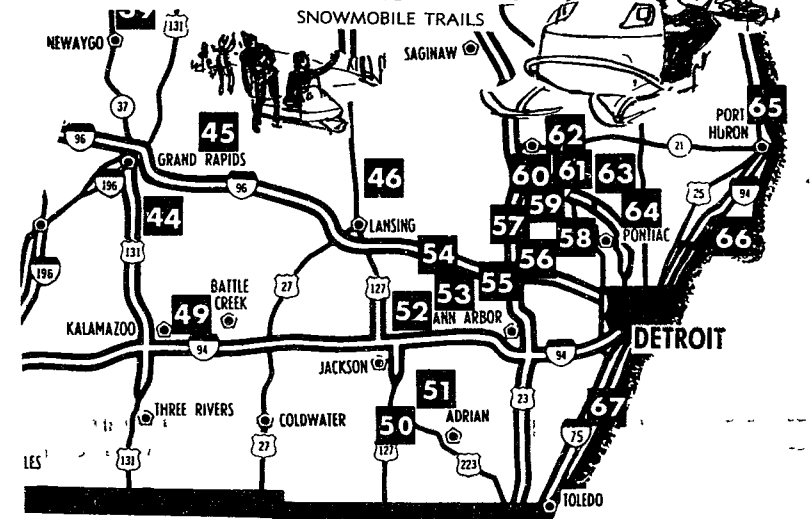 39
SNOWMOBILE TRAILS
NEWAYGO
131
SAGINAW
37
45
PORT HURON
65
96
GRAND RAPIDS
62
21
196
96
46
60
61
63
25
94
44
59
64
LANSING
57
58
PONTIAC
66
131
54
56
196
27
127
53
55
BATTLE
CREEK
49
52
ANN ARBOR
KALAMAZOO
94
94
DETROIT
JACKSON
51
23
67
THREE RIVERS
COLDWATER
50
ADRIAN
75
LES
131
27
127
223
TOLEDO